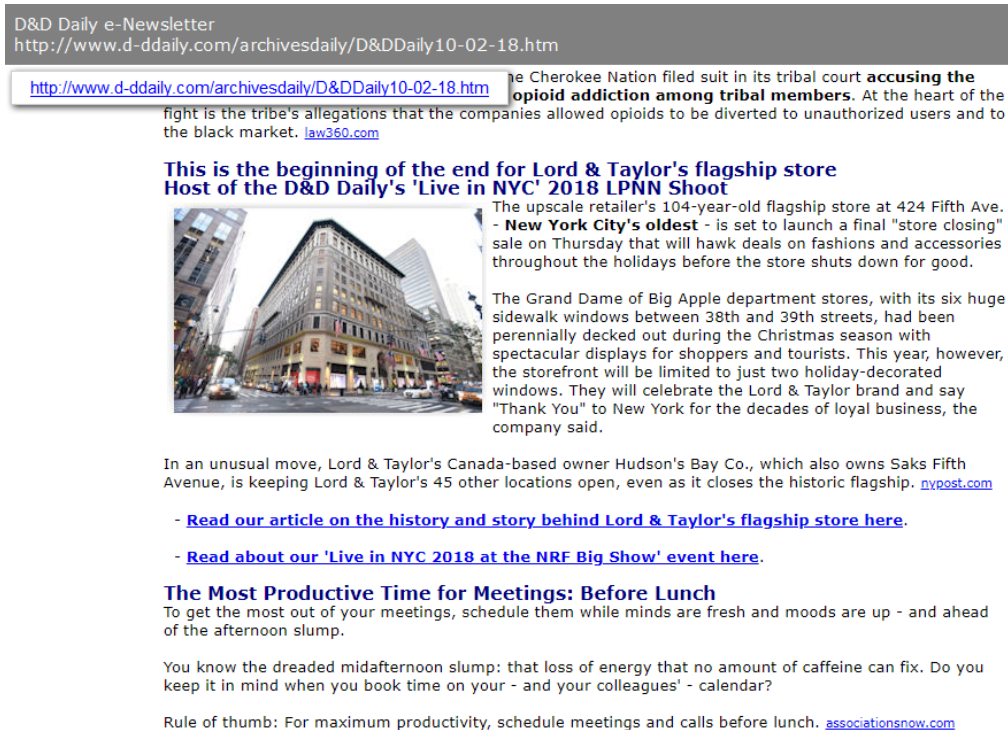 D&D Daily e-Newsletter
http://www.d-ddaily.com/archivesdaily/D&DDaily10-02-18.htm
http://www.d-ddaily.com/archivesdaily/D&DDaily10-02-18.htm
Cherokee Nation filed suit in its tribal court accusing the
opioid addiction among tribal members. At the heart of the
fight is the tribe's allegations that the companies allowed opioids to be diverted to unauthorized users and to
the black market. law360.com
This is the beginning of the end for Lord & Taylor's flagship store
Host of the D&D Daily's 'Live in NYC' 2018 LPNN Shoot
The upscale retailer's 104-year-old flagship store at 424 Fifth Ave.
- New York City's oldest - is set to launch a final "store closing"
sale on Thursday that will hawk deals on fashions and accessories
throughout the holidays before the store shuts down for good.
The Grand Dame of Big Apple department stores, with its six huge
sidewalk windows between 38th and 39th streets, had been
perennially decked out during the Christmas season with
spectacular displays for shoppers and tourists. This year, however,
the storefront will be limited to just two holiday-decorated
windows. They will celebrate the Lord & Taylor brand and say
"Thank You" to New York for the decades of loyal business, the
company said.
In an unusual move, Lord & Taylor's Canada-based owner Hudson's Bay Co., which also owns Saks Fifth
Avenue, is keeping Lord & Taylor's 45 other locations open, even as it closes the historic flagship. nypost.com
- Read our article on the history and story behind Lord & Taylor's flagship store here.
- Read about our 'Live in NYC 2018 at the NRF Big Show' event here.
The Most Productive Time for Meetings: Before Lunch
To get the most out of your meetings, schedule them while minds are fresh and moods are up - and ahead
of the afternoon slump.
You know the dreaded midafternoon slump: that loss of energy that no amount of caffeine can fix. Do you
keep it in mind when you book time on your - and your colleagues' - calendar?
Rule of thumb: For maximum productivity, schedule meetings and calls before lunch. associationsnow.com